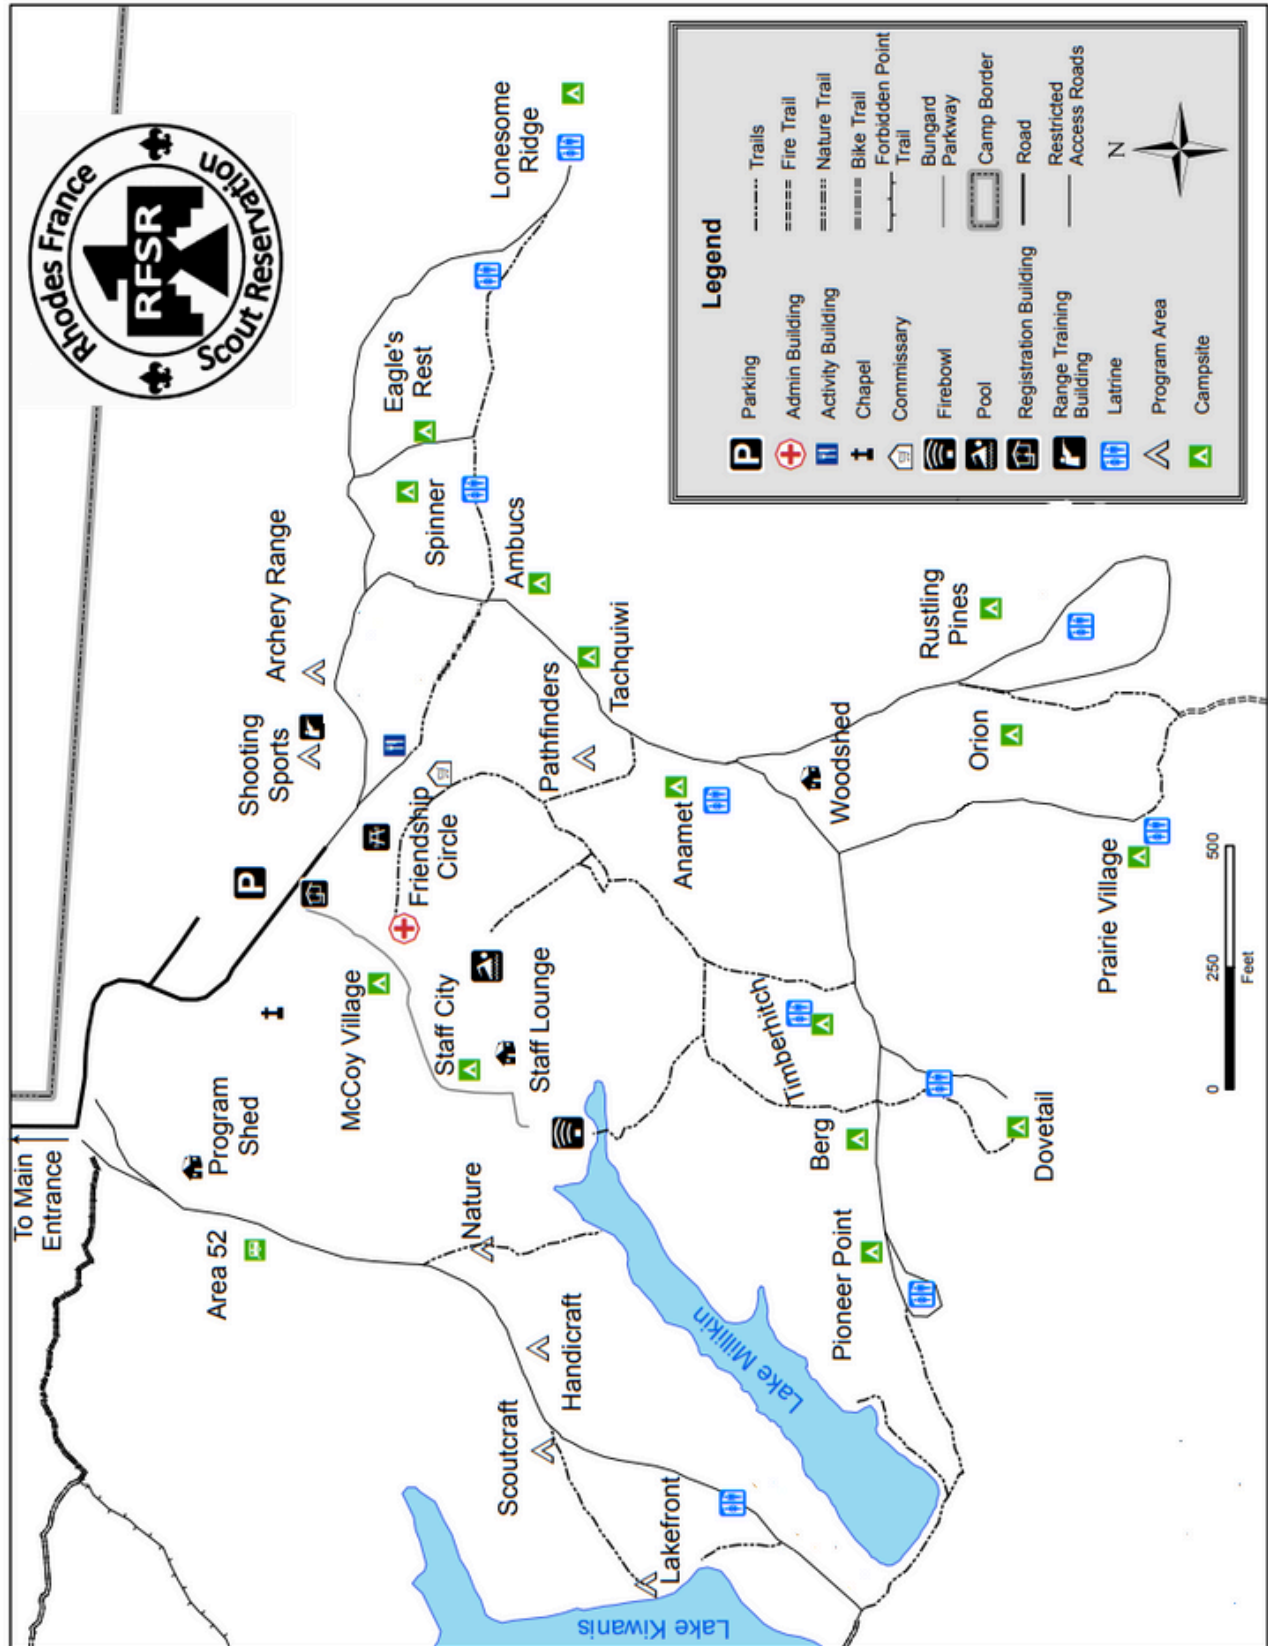 Rhodes France
RFSR
Scout Reservation
Lonesome
Ridge
Eagle's
Rest
Spinner
Ambucs
Archery Range
Tachquiwi
Shooting
Sports
Pathfinders
Friendship
Circle
Anamet
Woodshed
Rustling
Pines
Orion
Prairie Village
McCoy Village
Staff City
Staff Lounge
Timberhitch
Berg
Dovetail
Pioneer Point
Program
Shed
To Main
Entrance
Area 52
Nature
Handicraft
Scoutcraft
Lakefront
Lake Millikin
Lake Kiwanis
P
0 250 500
Feet
Legend
P Parking
Admin Building
Activity Building
Chapel
Commissary
Firebowl
Pool
Registration Building
Range Training
Building
Latrine
Program Area
Campsite
Trails
Fire Trail
Nature Trail
Bike Trail
Forbidden Point
Trail
Bungard
Parkway
Camp Border
Road
Restricted
Access Roads
N